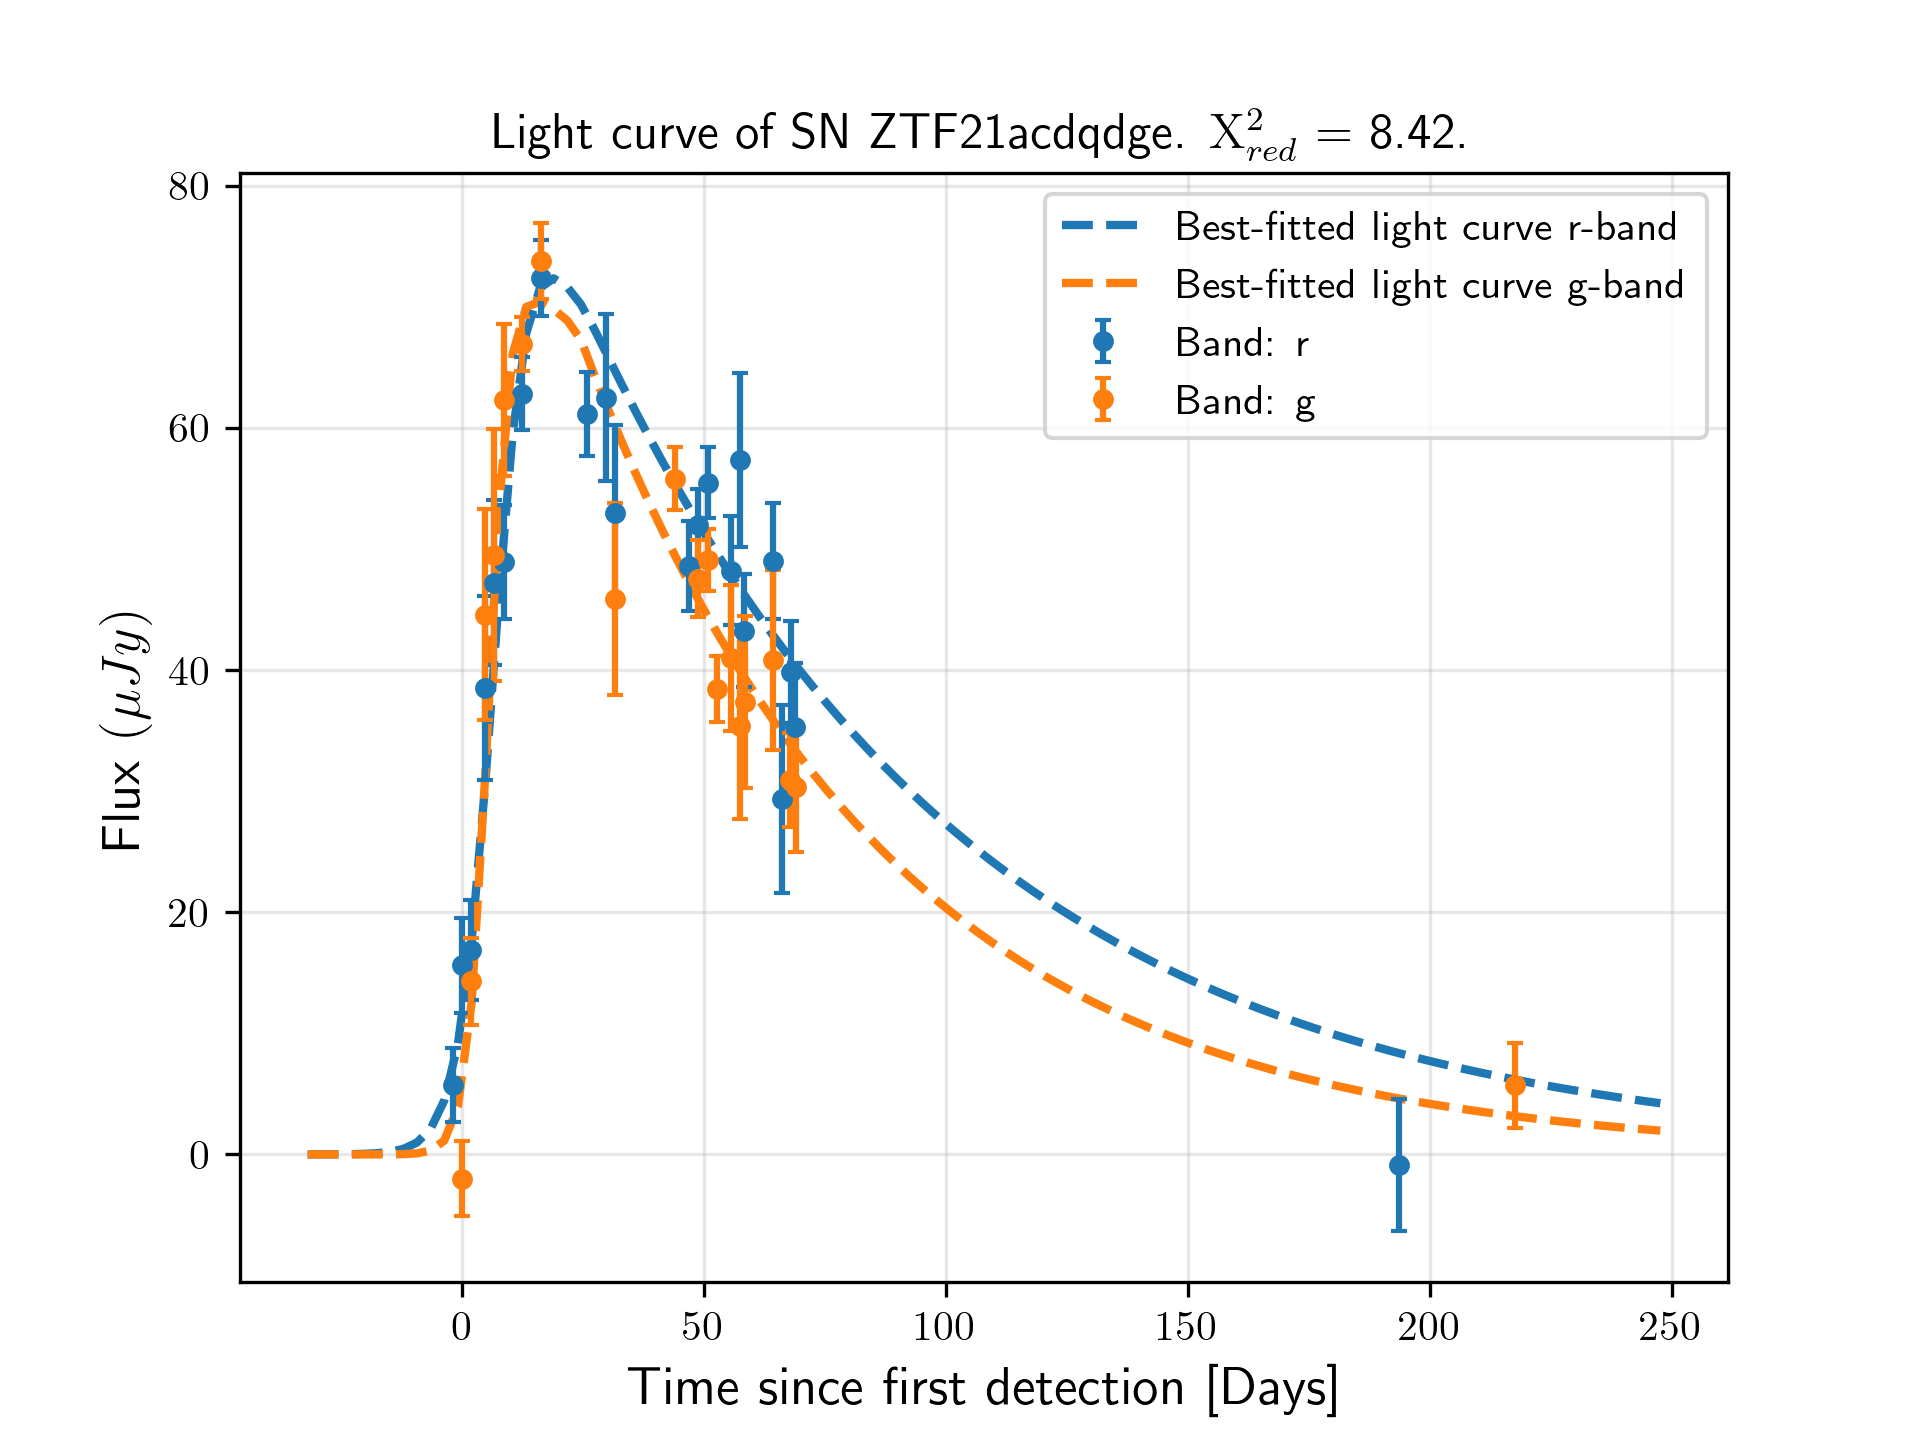 Light curve of SN ZTF21acdqdge. X²_red = 8.42.
80
60
40
20
0
Flux (μJy)
Best-fitted light curve r-band
Best-fitted light curve g-band
Band: r
Band: g
0 50 100 150 200 250
Time since first detection [Days]